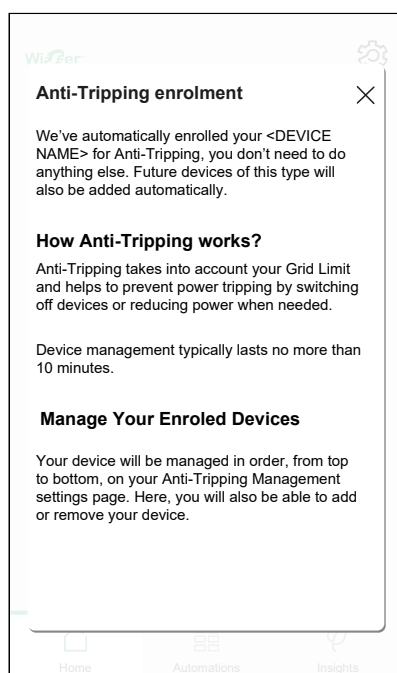 Wiser
Anti-Tripping enrolment
We've automatically enrolled your <DEVICE
NAME> for Anti-Tripping, you don't need to do
anything else. Future devices of this type will
also be added automatically.
How Anti-Tripping works?
Anti-Tripping takes into account your Grid Limit
and helps to prevent power tripping by switching
off devices or reducing power when needed.
Device management typically lasts no more than
10 minutes.
Manage Your Enroled Devices
Your device will be managed in order, from top
to bottom, on your Anti-Tripping Management
settings page. Here, you will also be able to add
or remove your device.
Home
Automations
Insights